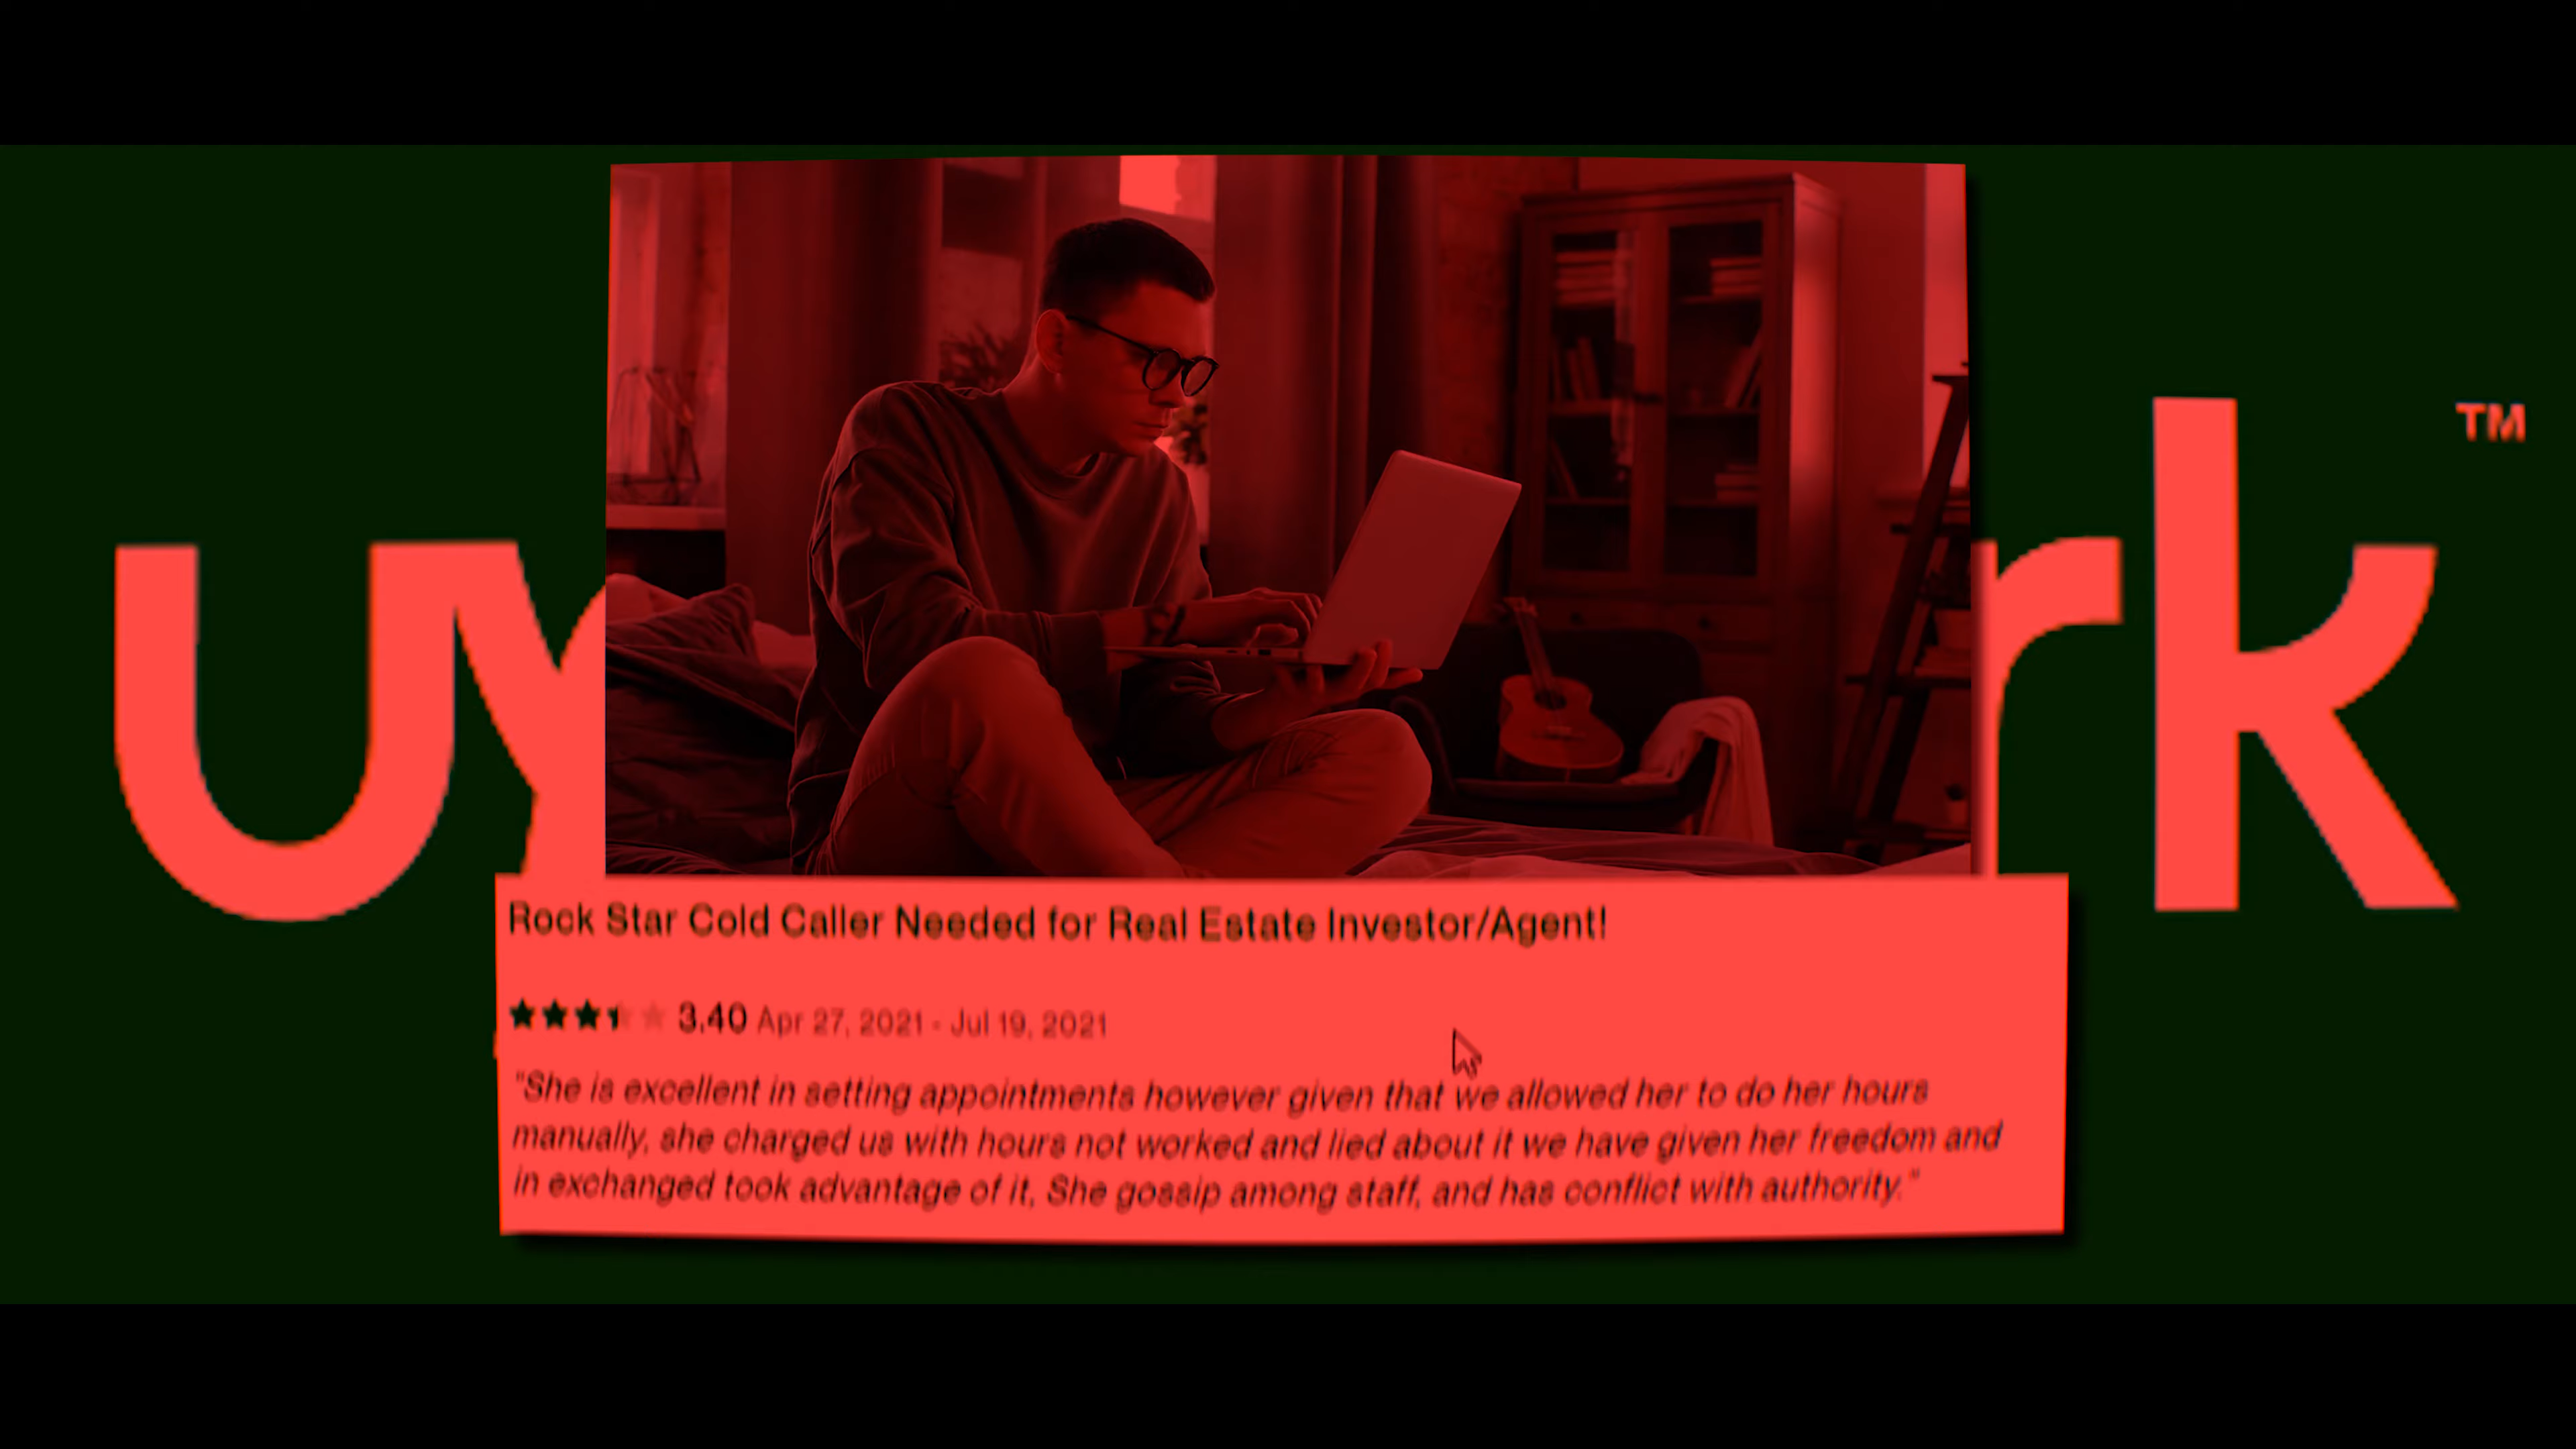 up rk ™
Rock Star Cold Caller Needed for Real Estate Investor/Agent!
3.40 Apr 27, 2021 - Jul 19, 2021
"She is excellent in setting appointments however given that we allowed her to do her hours
manually, she charged us with hours not worked and lied about it we have given her freedom and
in exchanged took advantage of it, She gossip among staff, and has conflict with authority."